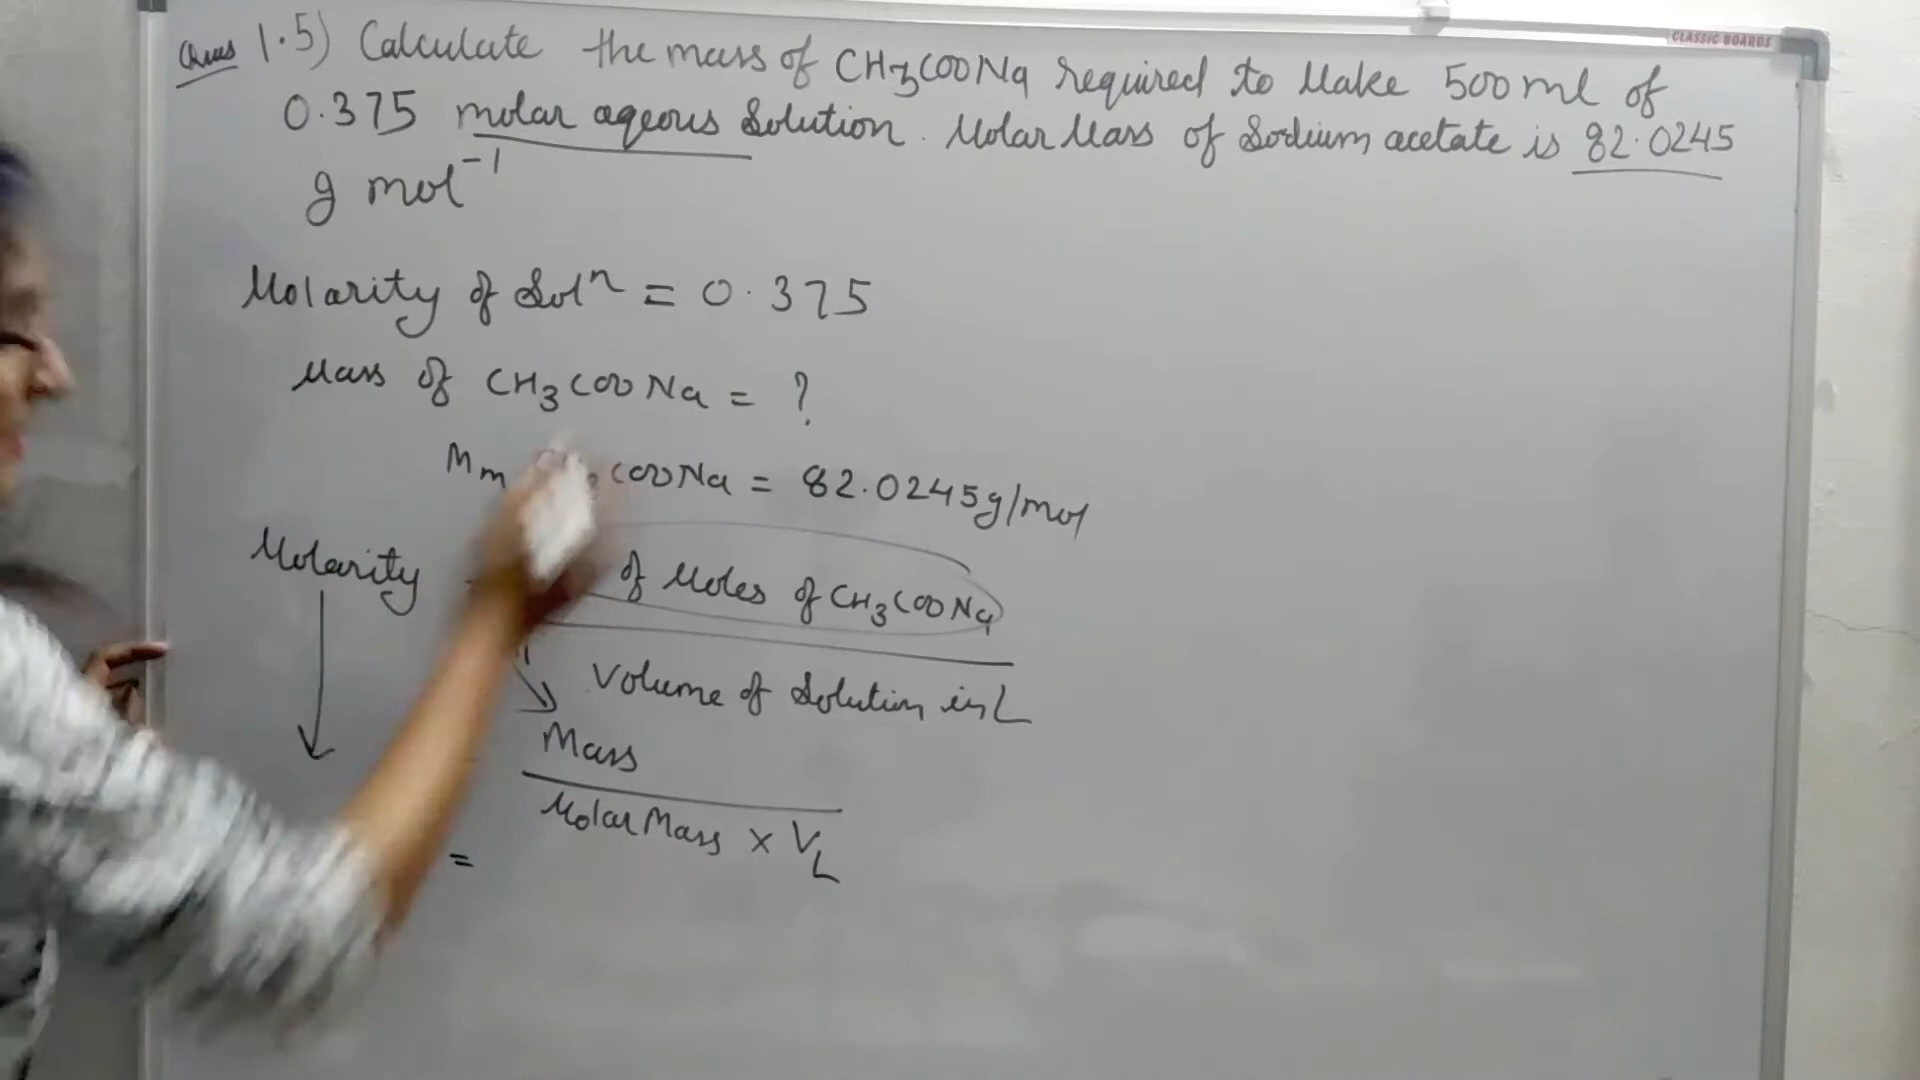 CLASSIC BOARDS
Ques 1.5) Calculate the mass of CH3COONa required to Make 500 ml of
0.375 molar aqeous Solution. Molar Mass of Sodium acetate is 82.0245
g mol⁻¹
Molarity of Solⁿ = 0.375
Mass of CH3COONa = ?
Mm COONa = 82.0245g/mol
Molarity of Moles of CH3COONa
Volume of Solution in L
Mass
Molar Mass × VL
=